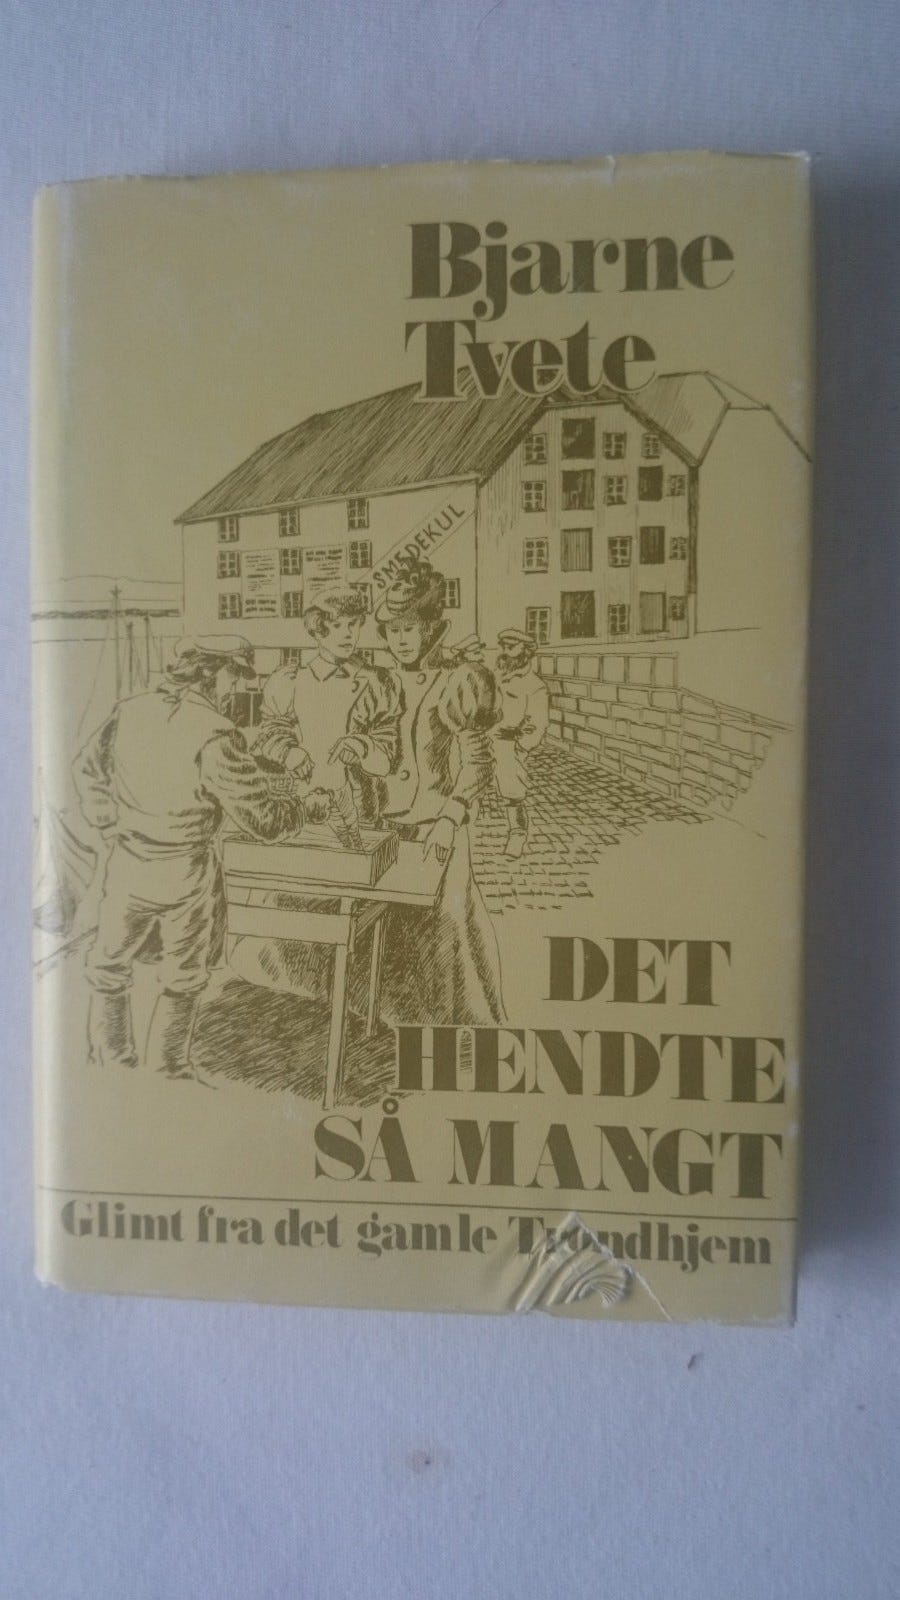 Bjarne
Tvete
SMEDEKUL
DET
HENDTE
SÅ MANGT
Glimt fra det gamle Trondhjem